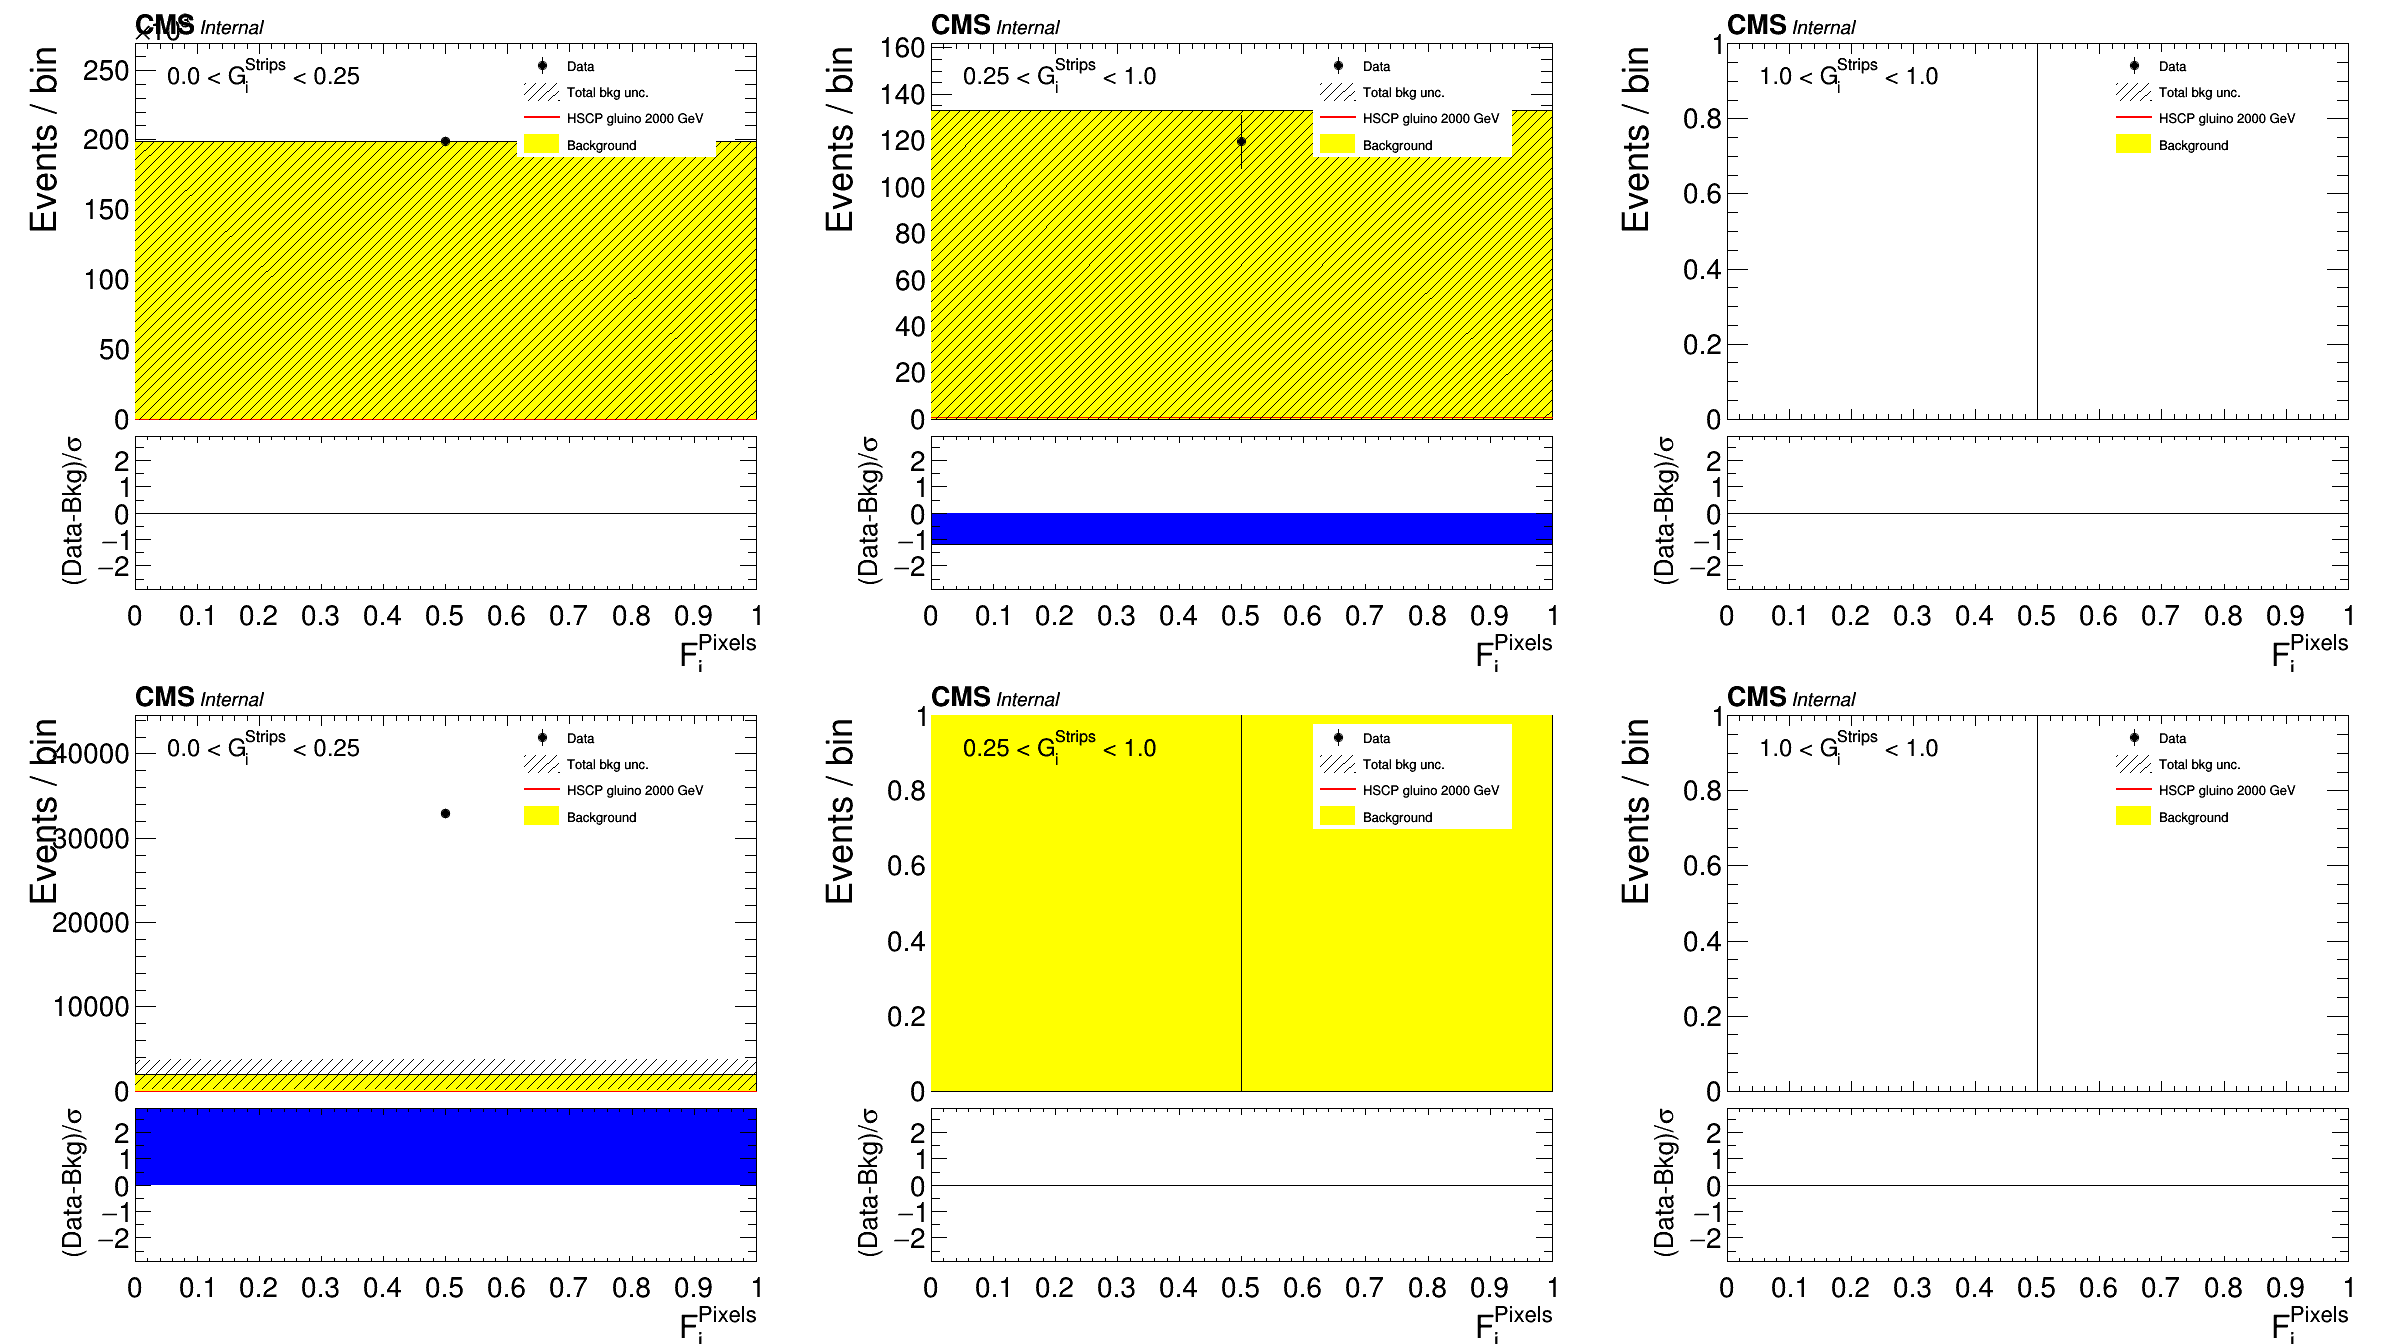 CMS Internal
×10³
Events / bin
250
200
150
100
50
0
0.0 < G_i^Strips < 0.25
Data
Total bkg unc.
HSCP gluino 2000 GeV
Background
(Data-Bkg)/σ
2
1
0
−1
−2
0 0.1 0.2 0.3 0.4 0.5 0.6 0.7 0.8 0.9 1
F_i^Pixels
CMS Internal
Events / bin
160
140
120
100
80
60
40
20
0
0.25 < G_i^Strips < 1.0
Data
Total bkg unc.
HSCP gluino 2000 GeV
Background
(Data-Bkg)/σ
2
1
0
−1
−2
0 0.1 0.2 0.3 0.4 0.5 0.6 0.7 0.8 0.9 1
F_i^Pixels
CMS Internal
Events / bin
1
0.8
0.6
0.4
0.2
0
1.0 < G_i^Strips < 1.0
Data
Total bkg unc.
HSCP gluino 2000 GeV
Background
(Data-Bkg)/σ
2
1
0
−1
−2
0 0.1 0.2 0.3 0.4 0.5 0.6 0.7 0.8 0.9 1
F_i^Pixels
CMS Internal
Events / bin
40000
30000
20000
10000
0
0.0 < G_i^Strips < 0.25
Data
Total bkg unc.
HSCP gluino 2000 GeV
Background
(Data-Bkg)/σ
2
1
0
−1
−2
0 0.1 0.2 0.3 0.4 0.5 0.6 0.7 0.8 0.9 1
F_i^Pixels
CMS Internal
Events / bin
1
0.8
0.6
0.4
0.2
0
0.25 < G_i^Strips < 1.0
Data
Total bkg unc.
HSCP gluino 2000 GeV
Background
(Data-Bkg)/σ
2
1
0
−1
−2
0 0.1 0.2 0.3 0.4 0.5 0.6 0.7 0.8 0.9 1
F_i^Pixels
CMS Internal
Events / bin
1
0.8
0.6
0.4
0.2
0
1.0 < G_i^Strips < 1.0
Data
Total bkg unc.
HSCP gluino 2000 GeV
Background
(Data-Bkg)/σ
2
1
0
−1
−2
0 0.1 0.2 0.3 0.4 0.5 0.6 0.7 0.8 0.9 1
F_i^Pixels